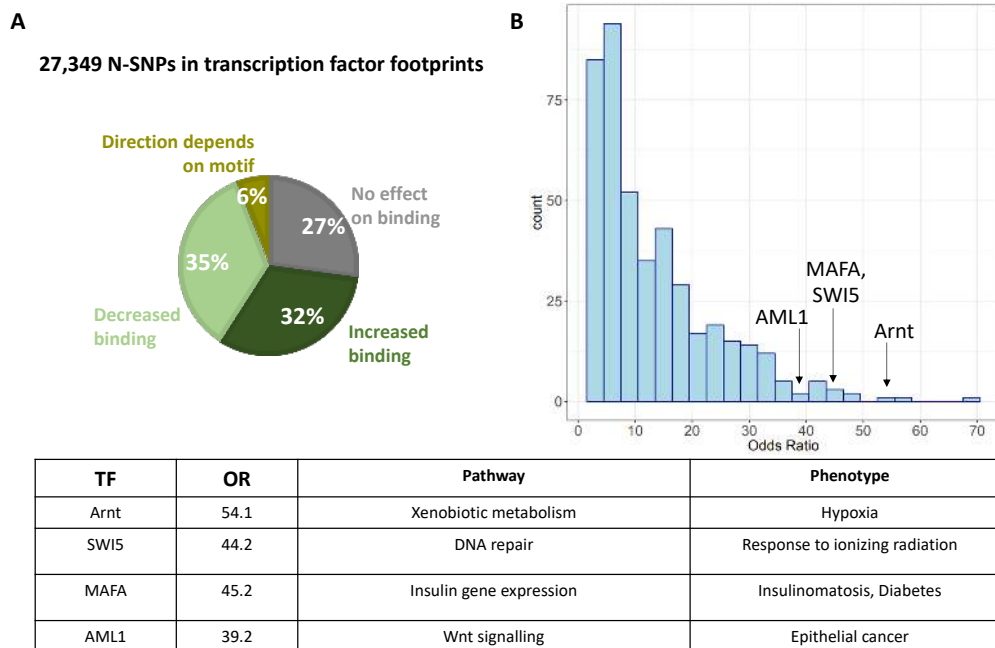 A
27,349 N-SNPs in transcription factor footprints
Direction depends
on motif
6%
No effect
on binding
27%
35%
Decreased
binding
32%
Increased
binding
B
count
75
50
25
0
MAFA,
SWI5
AML1
Arnt
0 10 20 30 40 50 60 70
Odds Ratio
TF OR Pathway Phenotype
Arnt 54.1 Xenobiotic metabolism Hypoxia
SWI5 44.2 DNA repair Response to ionizing radiation
MAFA 45.2 Insulin gene expression Insulinomatosis, Diabetes
AML1 39.2 Wnt signalling Epithelial cancer